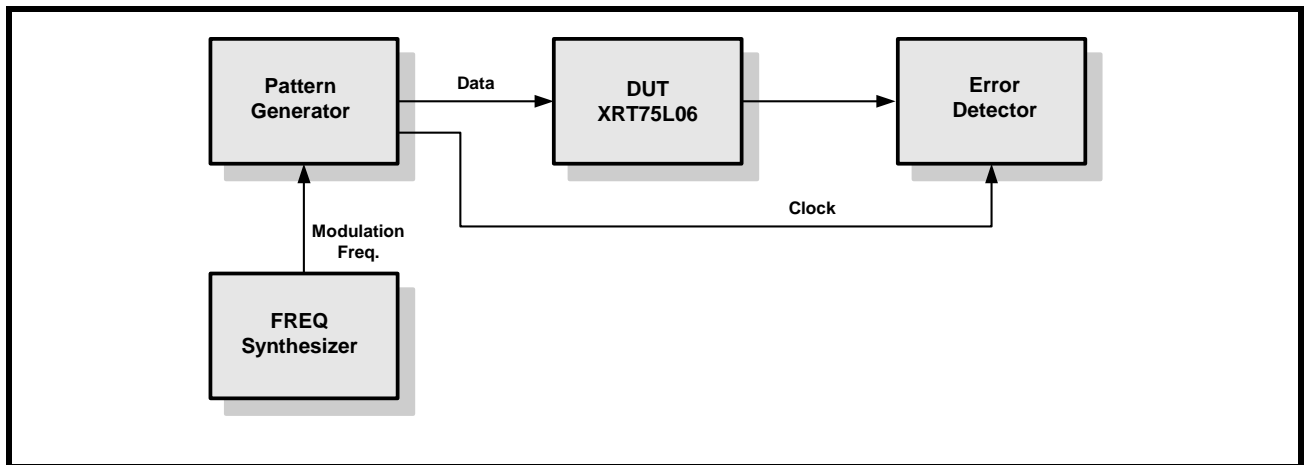 Pattern
Generator
Data
DUT
XRT75L06
Error
Detector
Clock
Modulation
Freq.
FREQ
Synthesizer